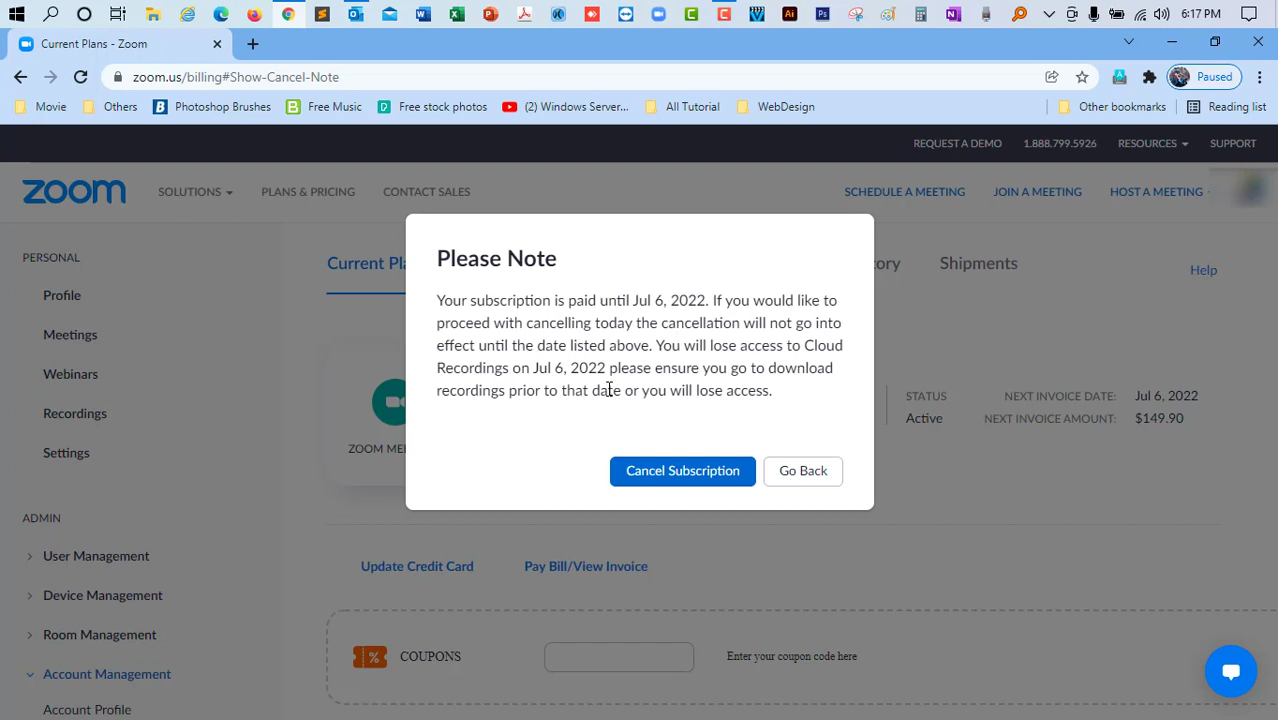 6:17 PM
Current Plans - Zoom
zoom.us/billing#Show-Cancel-Note
Paused
Movie
Others
Photoshop Brushes
Free Music
Free stock photos
(2) Windows Server...
All Tutorial
WebDesign
Other bookmarks
Reading list
REQUEST A DEMO
1.888.799.5926
RESOURCES
SUPPORT
zoom
SOLUTIONS
PLANS & PRICING
CONTACT SALES
SCHEDULE A MEETING
JOIN A MEETING
HOST A MEETING
PERSONAL
Profile
Meetings
Webinars
Recordings
Settings
ADMIN
User Management
Device Management
Room Management
Account Management
Account Profile
Current Pla
ory
Shipments
Help
Please Note
Your subscription is paid until Jul 6, 2022. If you would like to
proceed with cancelling today the cancellation will not go into
effect until the date listed above. You will lose access to Cloud
Recordings on Jul 6, 2022 please ensure you go to download
recordings prior to that date or you will lose access.
Cancel Subscription
Go Back
ZOOM MEE
STATUS
Active
NEXT INVOICE DATE: Jul 6, 2022
NEXT INVOICE AMOUNT: $149.90
Update Credit Card
Pay Bill/View Invoice
COUPONS
Enter your coupon code here